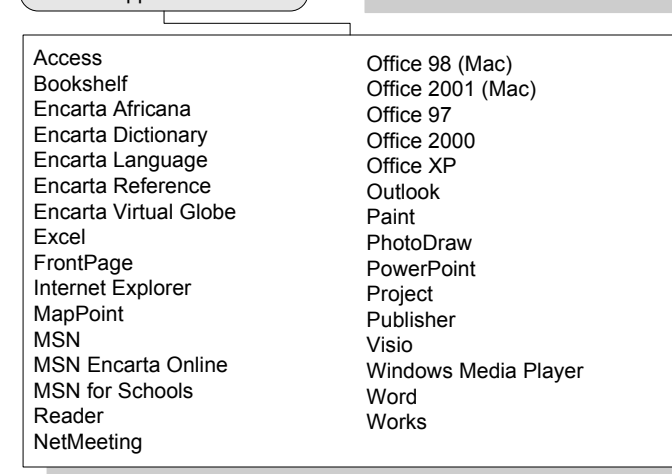 Access
Bookshelf
Encarta Africana
Encarta Dictionary
Encarta Language
Encarta Reference
Encarta Virtual Globe
Excel
FrontPage
Internet Explorer
MapPoint
MSN
MSN Encarta Online
MSN for Schools
Reader
NetMeeting
Office 98 (Mac)
Office 2001 (Mac)
Office 97
Office 2000
Office XP
Outlook
Paint
PhotoDraw
PowerPoint
Project
Publisher
Visio
Windows Media Player
Word
Works